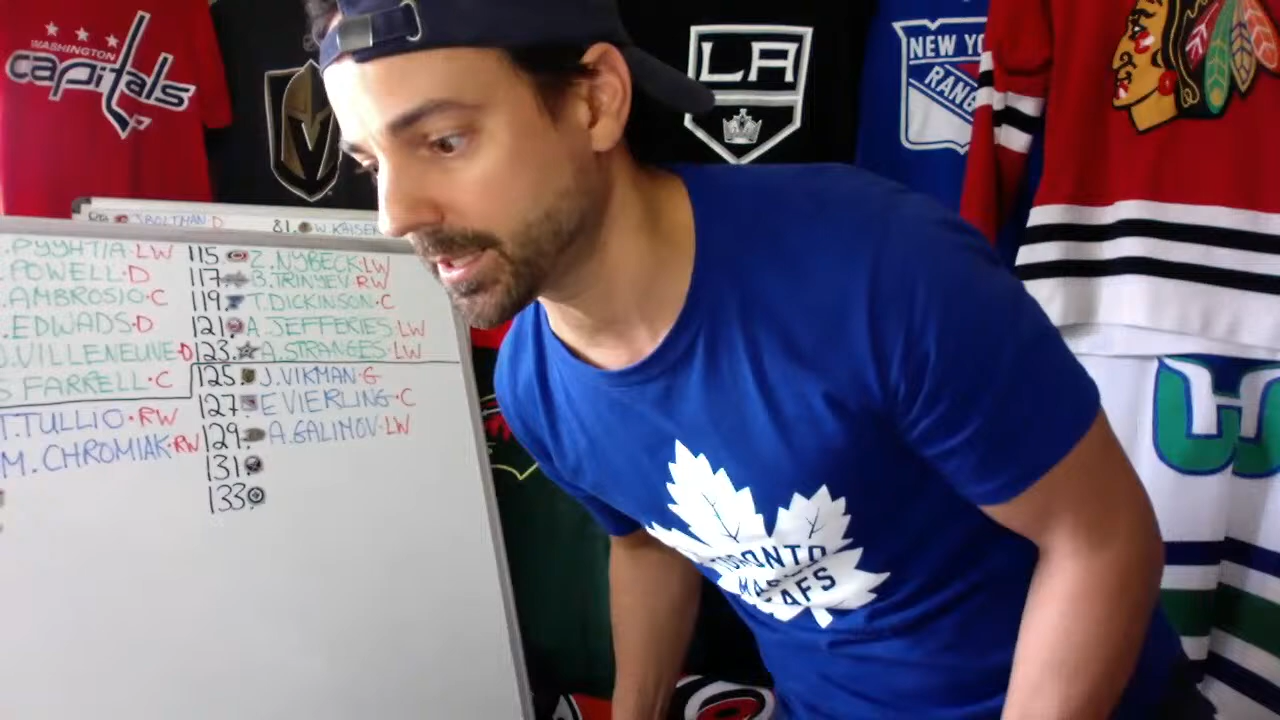 WASHINGTON
capitals
LA
NEW YO
RANG
J.BOLTMAN·D 81. W.KAISER
.PYYHTIA·LW 115 Z.NYBECK·LW
.POWELL·D 117 B.TRINYEV·RW
.AMBROSIO·C 119. T.DICKINSON·C
.EDWADS·D 121 A.JEFFERIES·LW
J.VILLENEUVE·D 123. A.STRANGES·LW
S FARRELL·C 125. J.VIKMAN·G
T.TULLIO·RW 127. E VIERLING·C
M.CHROMIAK·RW 129. A.GALIMOV·LW
131.
133.
TORONTO
MAPLE
LEAFS